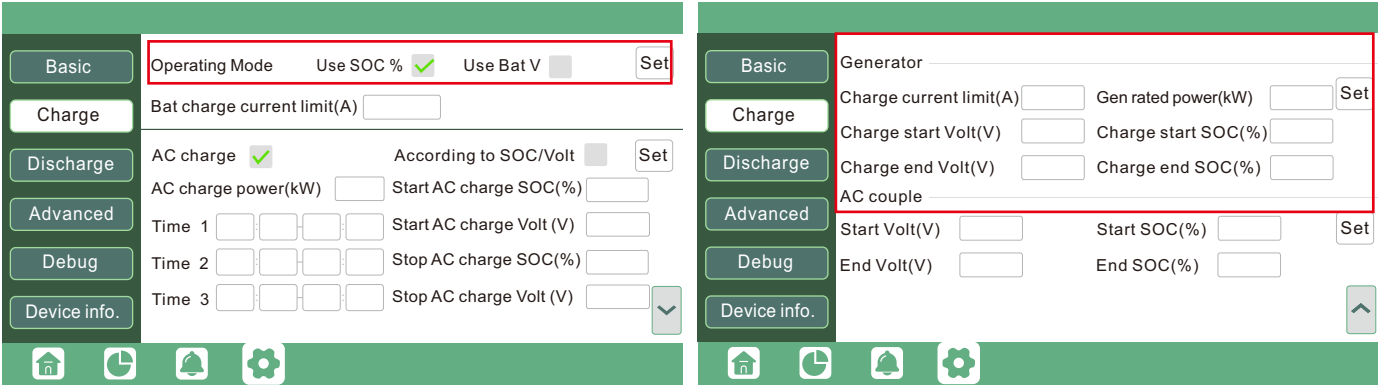 Basic
Charge
Discharge
Advanced
Debug
Device info.
Operating Mode Use SOC % Use Bat V Set
Bat charge current limit(A)
AC charge According to SOC/Volt Set
AC charge power(kW) Start AC charge SOC(%)
Time 1 : - : Start AC charge Volt (V)
Time 2 : - : Stop AC charge SOC(%)
Time 3 : - : Stop AC charge Volt (V)
Basic
Charge
Discharge
Advanced
Debug
Device info.
Generator
Charge current limit(A) Gen rated power(kW) Set
Charge start Volt(V) Charge start SOC(%)
Charge end Volt(V) Charge end SOC(%)
AC couple
Start Volt(V) Start SOC(%) Set
End Volt(V) End SOC(%)